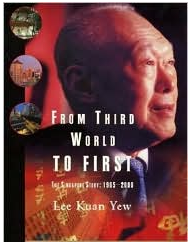 FROM THIRD
WORLD
TO FIRST
THE SINGAPORE STORY: 1965-2000
Lee Kuan Yew